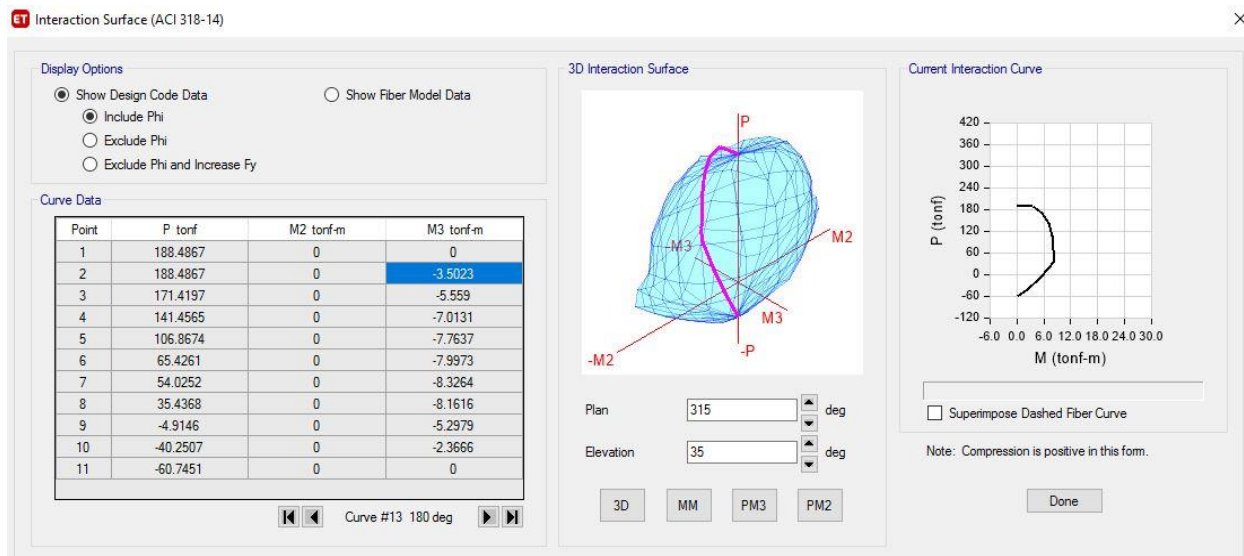 ET Interaction Surface (ACI 318-14)
Display Options
Show Design Code Data Show Fiber Model Data
Include Phi
Exclude Phi
Exclude Phi and Increase Fy
Curve Data
Point P tonf M2 tonf-m M3 tonf-m
1 188.4867 0 0
2 188.4867 0 -3.5023
3 171.4197 0 -5.559
4 141.4565 0 -7.0131
5 106.8674 0 -7.7637
6 65.4261 0 -7.9973
7 54.0252 0 -8.3264
8 35.4368 0 -8.1616
9 -4.9146 0 -5.2979
10 -40.2507 0 -2.3666
11 -60.7451 0 0
Curve #13 180 deg
3D Interaction Surface
P
M2
-M3
M3
-M2
-P
Plan 315 deg
Elevation 35 deg
3D MM PM3 PM2
Current Interaction Curve
420
360
300
240
180
120
60
0
-60
-120
P (tonf)
-6.0 0.0 6.0 12.0 18.0 24.0 30.0
M (tonf-m)
Superimpose Dashed Fiber Curve
Note: Compression is positive in this form.
Done